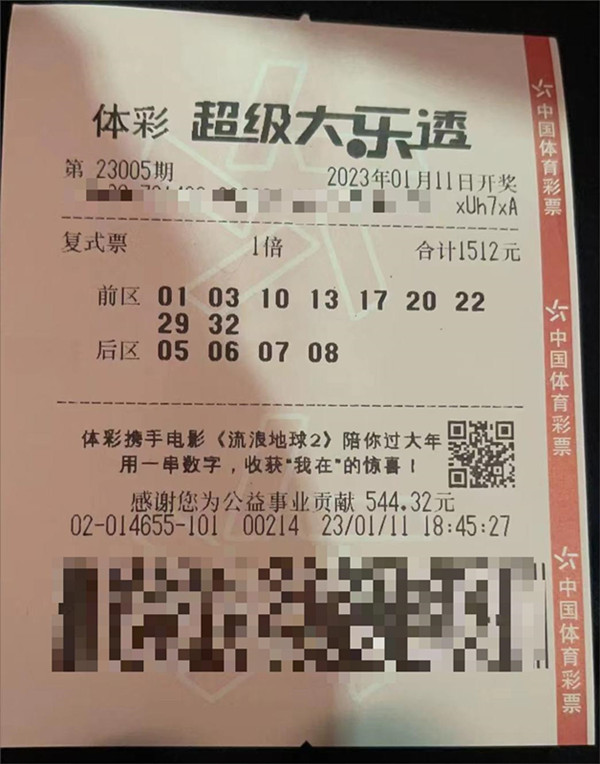 体彩 超级大乐透
第 23005期 2023年01月11日开奖
xUh7xA
复式票 1倍 合计1512元
前区 01 03 10 13 17 20 22
29 32
后区 05 06 07 08
体彩携手电影《流浪地球2》陪你过大年
用一串数字，收获"我在"的惊喜！
感谢您为公益事业贡献 544.32元
02-014655-101 00214 23/01/11 18:45:27
中国体育彩票
中国体育彩票
中国体育彩票